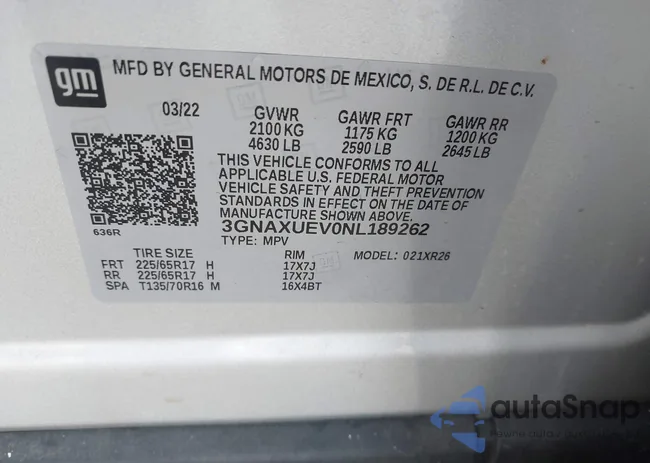 gm
MFD BY GENERAL MOTORS DE MEXICO, S. DE R.L. DE C.V.
03/22 GVWR GAWR FRT GAWR RR
2100 KG 1175 KG 1200 KG
4630 LB 2590 LB 2645 LB
THIS VEHICLE CONFORMS TO ALL
APPLICABLE U.S. FEDERAL MOTOR
VEHICLE SAFETY AND THEFT PREVENTION
STANDARDS IN EFFECT ON THE DATE OF
MANUFACTURE SHOWN ABOVE.
636R
3GNAXUEV0NL189262
TYPE: MPV MODEL: 021XR26
TIRE SIZE RIM
FRT 225/65R17 H 17X7J
RR 225/65R17 H 17X7J
SPA T135/70R16 M 16X4BT
autaSnap